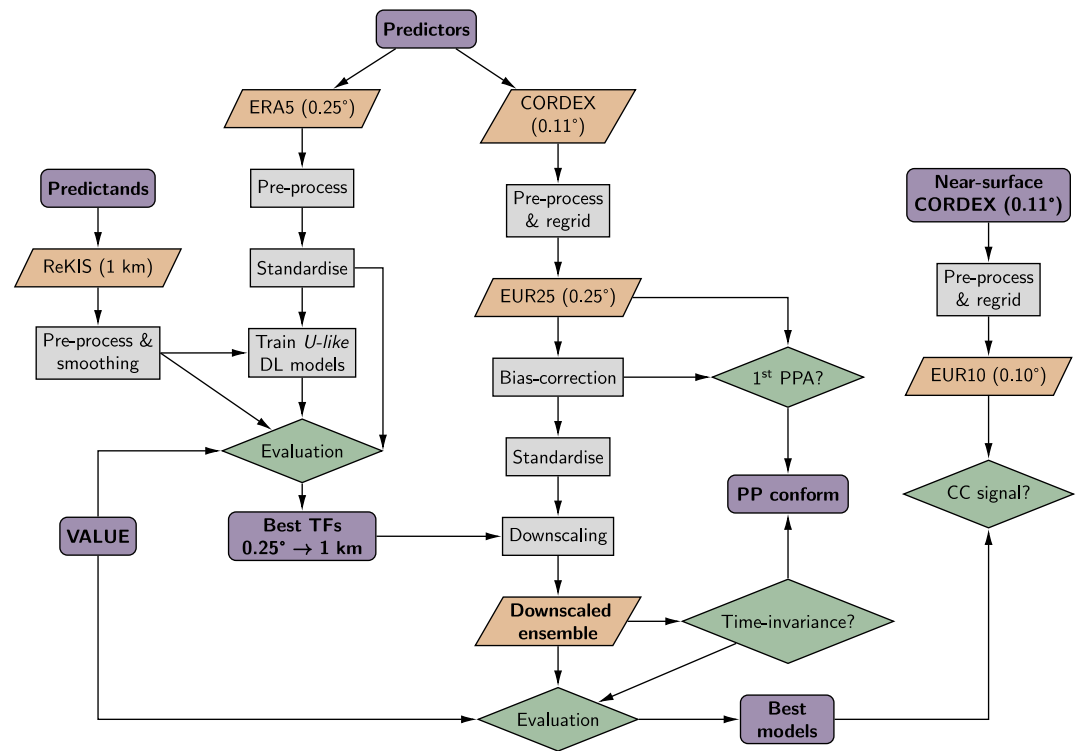 Predictors
ERA5 (0.25°)
CORDEX
(0.11°)
Predictands
Pre-process
Pre-process
& regrid
Near-surface
CORDEX (0.11°)
ReKIS (1 km)
Standardise
EUR25 (0.25°)
Pre-process
& regrid
Pre-process &
smoothing
Train U-like
DL models
Bias-correction
1st PPA?
EUR10 (0.10°)
Evaluation
Standardise
PP conform
CC signal?
VALUE
Best TFs
0.25° → 1 km
Downscaling
Downscaled
ensemble
Time-invariance?
Evaluation
Best
models